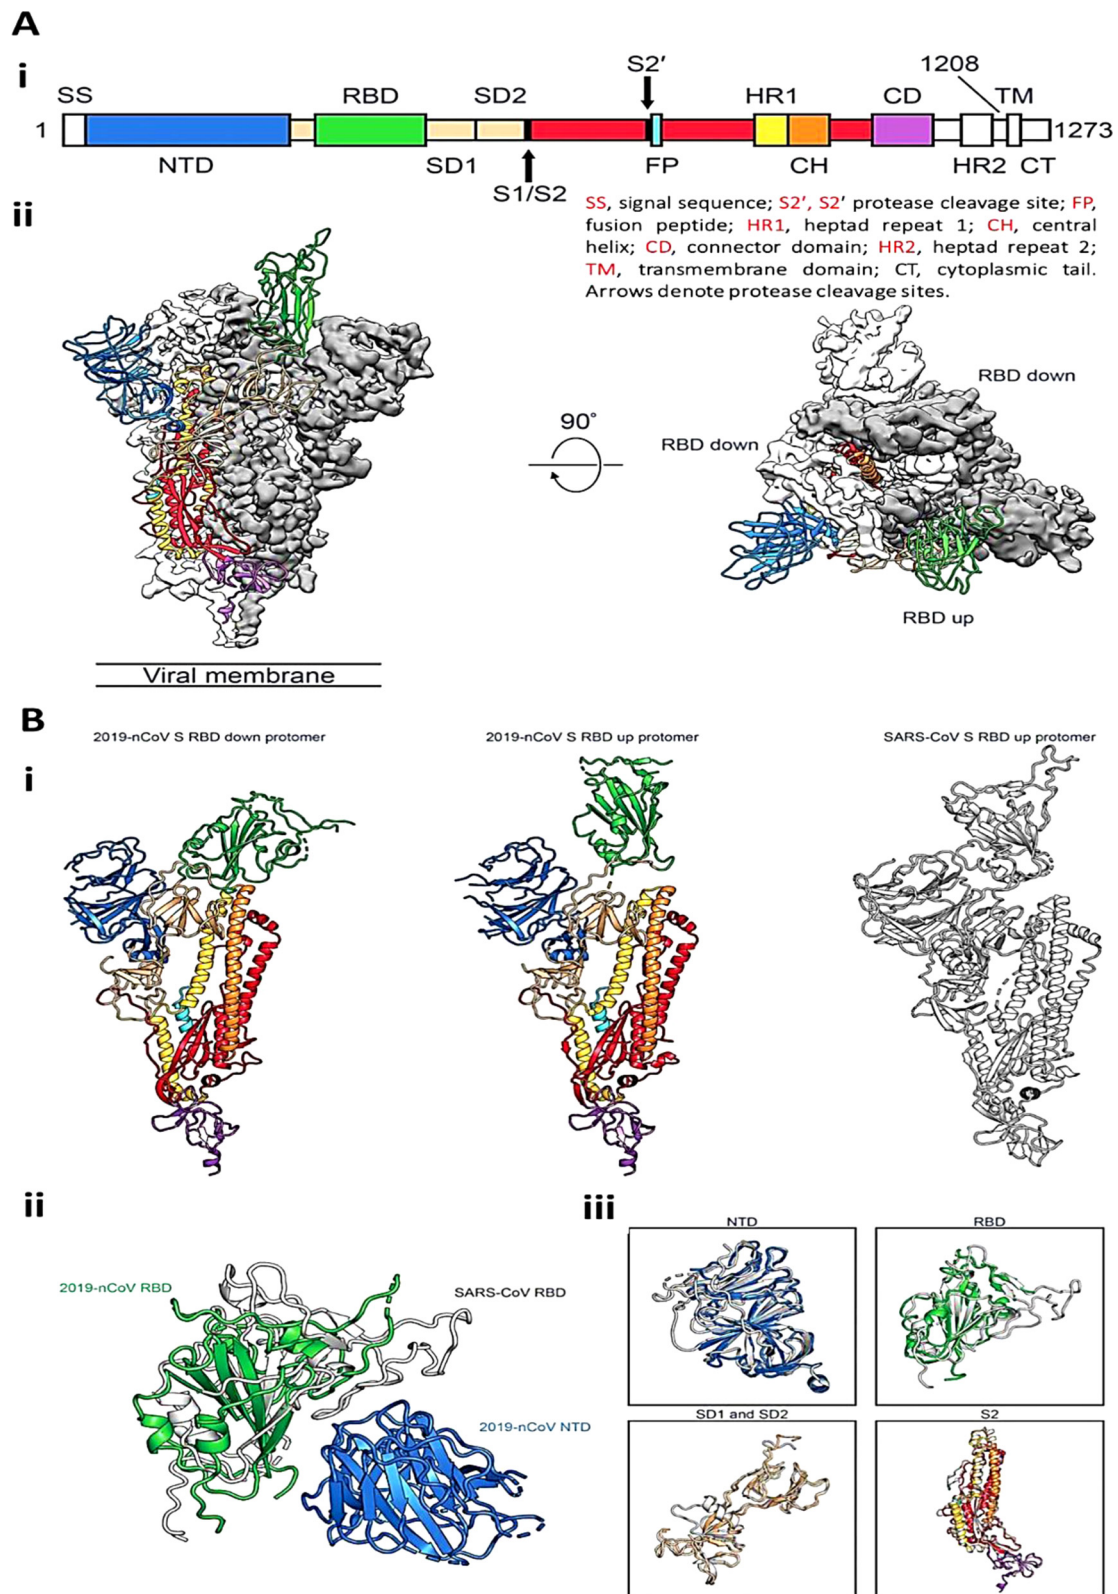 A
i
S2′
1208
SS
RBD
SD2
HR1
CD
TM
1
1273
NTD
SD1
FP
CH
HR2
CT
S1/S2
ii
SS, signal sequence; S2′, S2′ protease cleavage site; FP,
fusion peptide; HR1, heptad repeat 1; CH, central
helix; CD, connector domain; HR2, heptad repeat 2;
TM, transmembrane domain; CT, cytoplasmic tail.
Arrows denote protease cleavage sites.
RBD down
90°
RBD down
RBD up
Viral membrane
B
2019-nCoV S RBD down protomer
2019-nCoV S RBD up protomer
SARS-CoV S RBD up protomer
i
ii
iii
NTD
RBD
2019-nCoV RBD
SARS-CoV RBD
2019-nCoV NTD
SD1 and SD2
S2